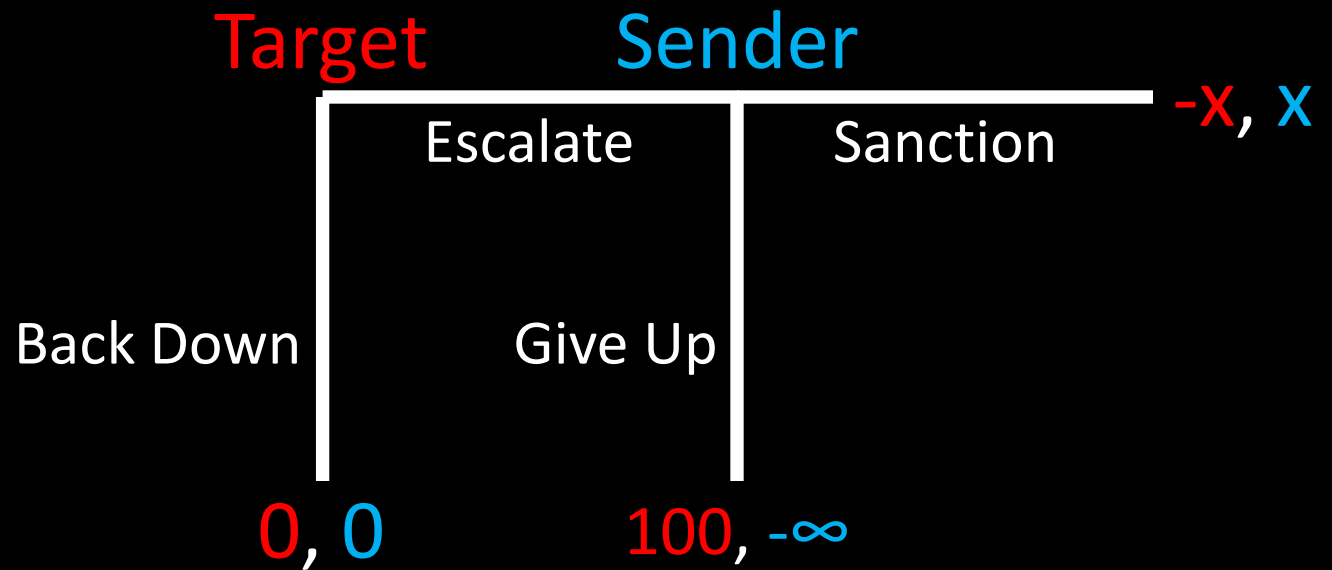 Target Sender
-x, x
Escalate Sanction
Back Down Give Up
0, 0 100, -∞